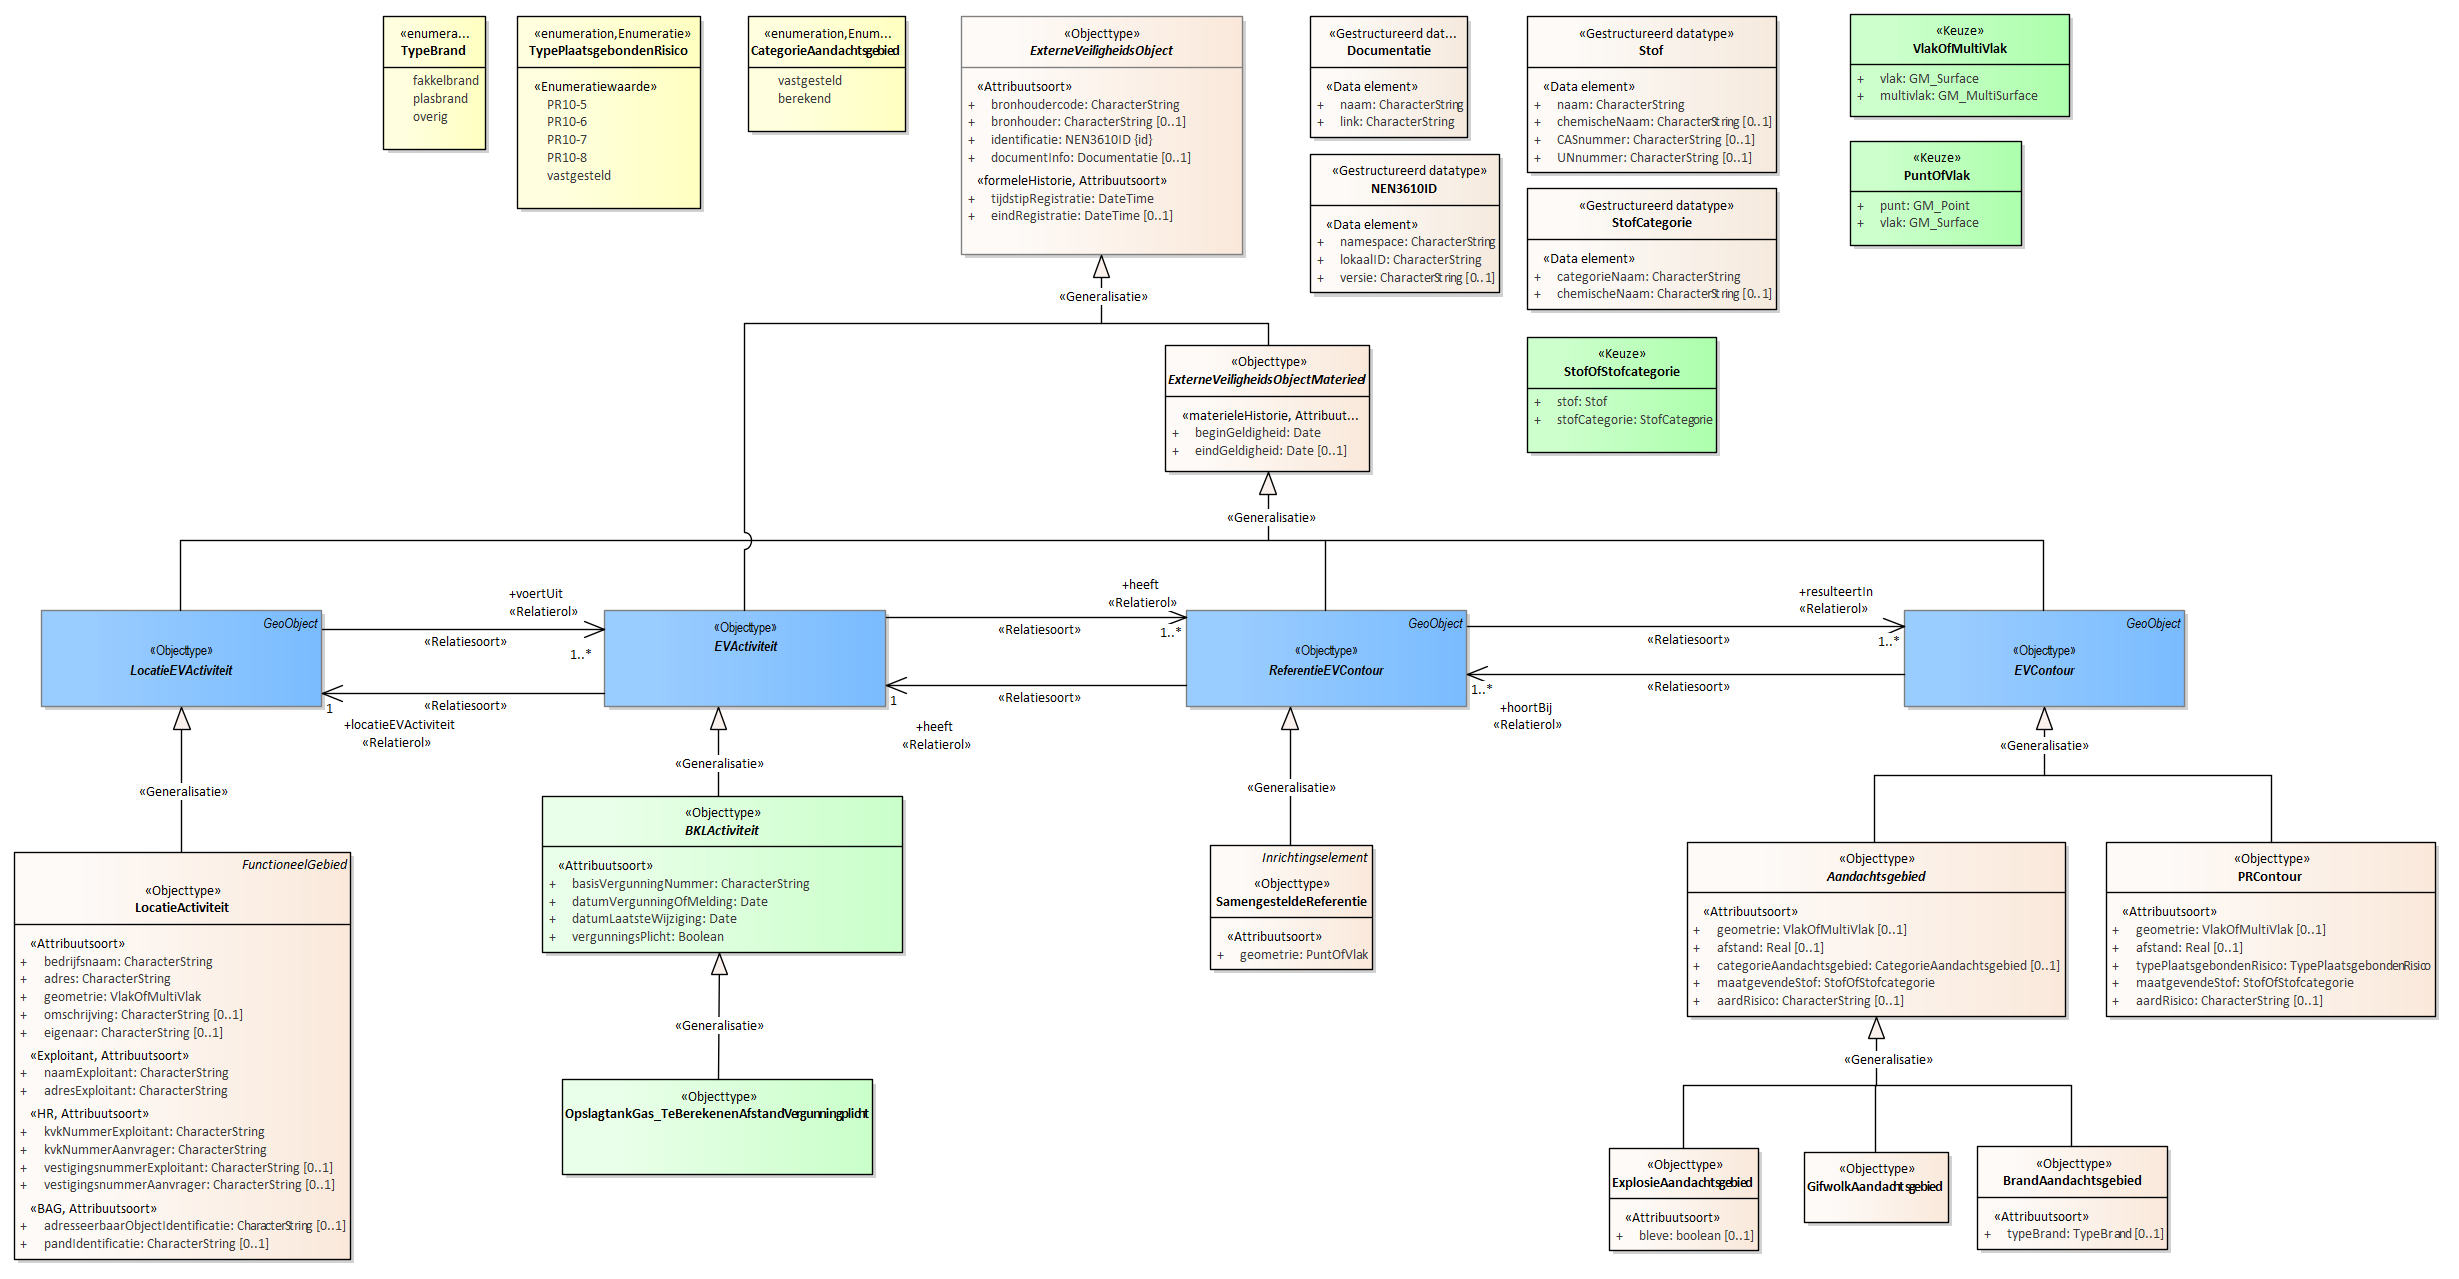 «enumera...
TypeBrand
fakkelbrand
plasbrand
overig
«enumeration,Enumeratie»
TypePlaatsgebondenRisico
«Enumeratiewaarde»
PR10-5
PR10-6
PR10-7
PR10-8
vastgesteld
«enumeration,Enum...
CategorieAandachtsgebied
vastgesteld
berekend
«Objecttype»
ExterneVeiligheidsObject
«Attribuutsoort»
+ bronhoudercode: CharacterString
+ bronhouder: CharacterString [0..1]
+ identificatie: NEN3610ID {id}
+ documentInfo: Documentatie [0..1]
«formeleHistorie, Attribuutsoort»
+ tijdstipRegistratie: DateTime
+ eindRegistratie: DateTime [0..1]
«Gestructureerd dat...
Documentatie
«Data element»
+ naam: CharacterString
+ link: CharacterString
«Gestructureerd datatype»
NEN3610ID
«Data element»
+ namespace: CharacterString
+ lokaalID: CharacterString
+ versie: CharacterString [0..1]
«Gestructureerd datatype»
Stof
«Data element»
+ naam: CharacterString
+ chemischeNaam: CharacterString [0..1]
+ CASnummer: CharacterString [0..1]
+ UNnummer: CharacterString [0..1]
«Gestructureerd datatype»
StofCategorie
«Data element»
+ categorieNaam: CharacterString
+ chemischeNaam: CharacterString [0..1]
«Keuze»
StofOfStofcategorie
+ stof: Stof
+ stofCategorie: StofCategorie
«Keuze»
VlakOfMultiVlak
+ vlak: GM_Surface
+ multivlak: GM_MultiSurface
«Keuze»
PuntOfVlak
+ punt: GM_Point
+ vlak: GM_Surface
«Generalisatie»
«Objecttype»
ExterneVeiligheidsObjectMaterieel
«materieleHistorie, Attribuut...
+ beginGeldigheid: Date
+ eindGeldigheid: Date [0..1]
«Generalisatie»
GeoObject
«Objecttype»
LocatieEVActiviteit
+voertUit
«Relatierol»
«Relatiesoort»
1..*
«Relatiesoort»
1
+locatieEVActiviteit
«Relatierol»
«Objecttype»
EVActiviteit
+heeft
«Relatierol»
«Relatiesoort»
1..*
«Relatiesoort»
1
+heeft
«Relatierol»
GeoObject
«Objecttype»
ReferentieEVContour
+resulteertIn
«Relatierol»
«Relatiesoort»
1..*
«Relatiesoort»
1..*
+hoortBij
«Relatierol»
GeoObject
«Objecttype»
EVContour
«Generalisatie»
«Generalisatie»
«Generalisatie»
«Generalisatie»
FunctioneelGebied
«Objecttype»
LocatieActiviteit
«Attribuutsoort»
+ bedrijfsnaam: CharacterString
+ adres: CharacterString
+ geometrie: VlakOfMultiVlak
+ omschrijving: CharacterString [0..1]
+ eigenaar: CharacterString [0..1]
«Exploitant, Attribuutsoort»
+ naamExploitant: CharacterString
+ adresExploitant: CharacterString
«HR, Attribuutsoort»
+ kvkNummerExploitant: CharacterString
+ kvkNummerAanvrager: CharacterString
+ vestigingsnummerExploitant: CharacterString [0..1]
+ vestigingsnummerAanvrager: CharacterString [0..1]
«BAG, Attribuutsoort»
+ adresseerbaarObjectIdentificatie: CharacterString [0..1]
+ pandIdentificatie: CharacterString [0..1]
«Objecttype»
BKLActiviteit
«Attribuutsoort»
+ basisVergunningNummer: CharacterString
+ datumVergunningOfMelding: Date
+ datumLaatsteWijziging: Date
+ vergunningsPlicht: Boolean
«Generalisatie»
«Objecttype»
OpslagtankGas_TeBerekenenAfstandVergunningplicht
Inrichtingselement
«Objecttype»
SamengesteldeReferentie
«Attribuutsoort»
+ geometrie: PuntOfVlak
«Objecttype»
Aandachtsgebied
«Attribuutsoort»
+ geometrie: VlakOfMultiVlak [0..1]
+ afstand: Real [0..1]
+ categorieAandachtsgebied: CategorieAandachtsgebied [0..1]
+ maatgevendeStof: StofOfStofcategorie
+ aardRisico: CharacterString [0..1]
«Objecttype»
PRContour
«Attribuutsoort»
+ geometrie: VlakOfMultiVlak [0..1]
+ afstand: Real [0..1]
+ typePlaatsgebondenRisico: TypePlaatsgebondenRisico
+ maatgevendeStof: StofOfStofcategorie
+ aardRisico: CharacterString [0..1]
«Generalisatie»
«Objecttype»
ExplosieAandachtsgebied
«Attribuutsoort»
+ bleve: boolean [0..1]
«Objecttype»
GifwolkAandachtsgebied
«Objecttype»
BrandAandachtsgebied
«Attribuutsoort»
+ typeBrand: TypeBrand [0..1]